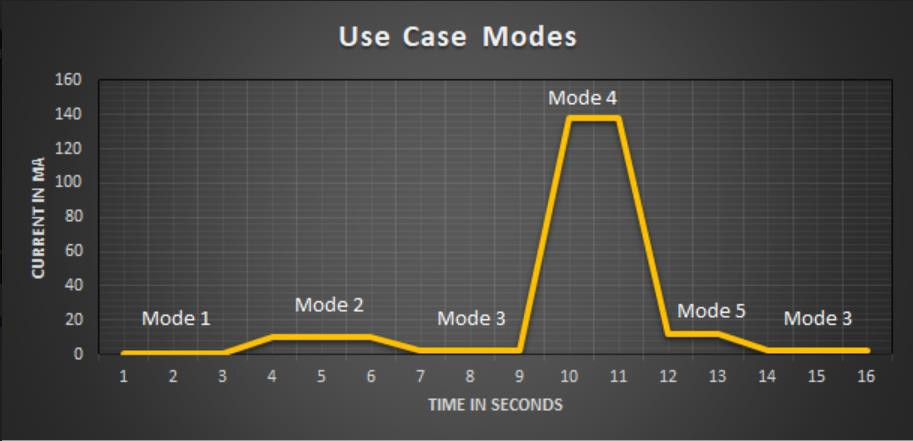 Use Case Modes
160
140
120
100
80
60
40
20
0
CURRENT IN MA
Mode 1
Mode 2
Mode 3
Mode 4
Mode 5
Mode 3
1 2 3 4 5 6 7 8 9 10 11 12 13 14 15 16
TIME IN SECONDS